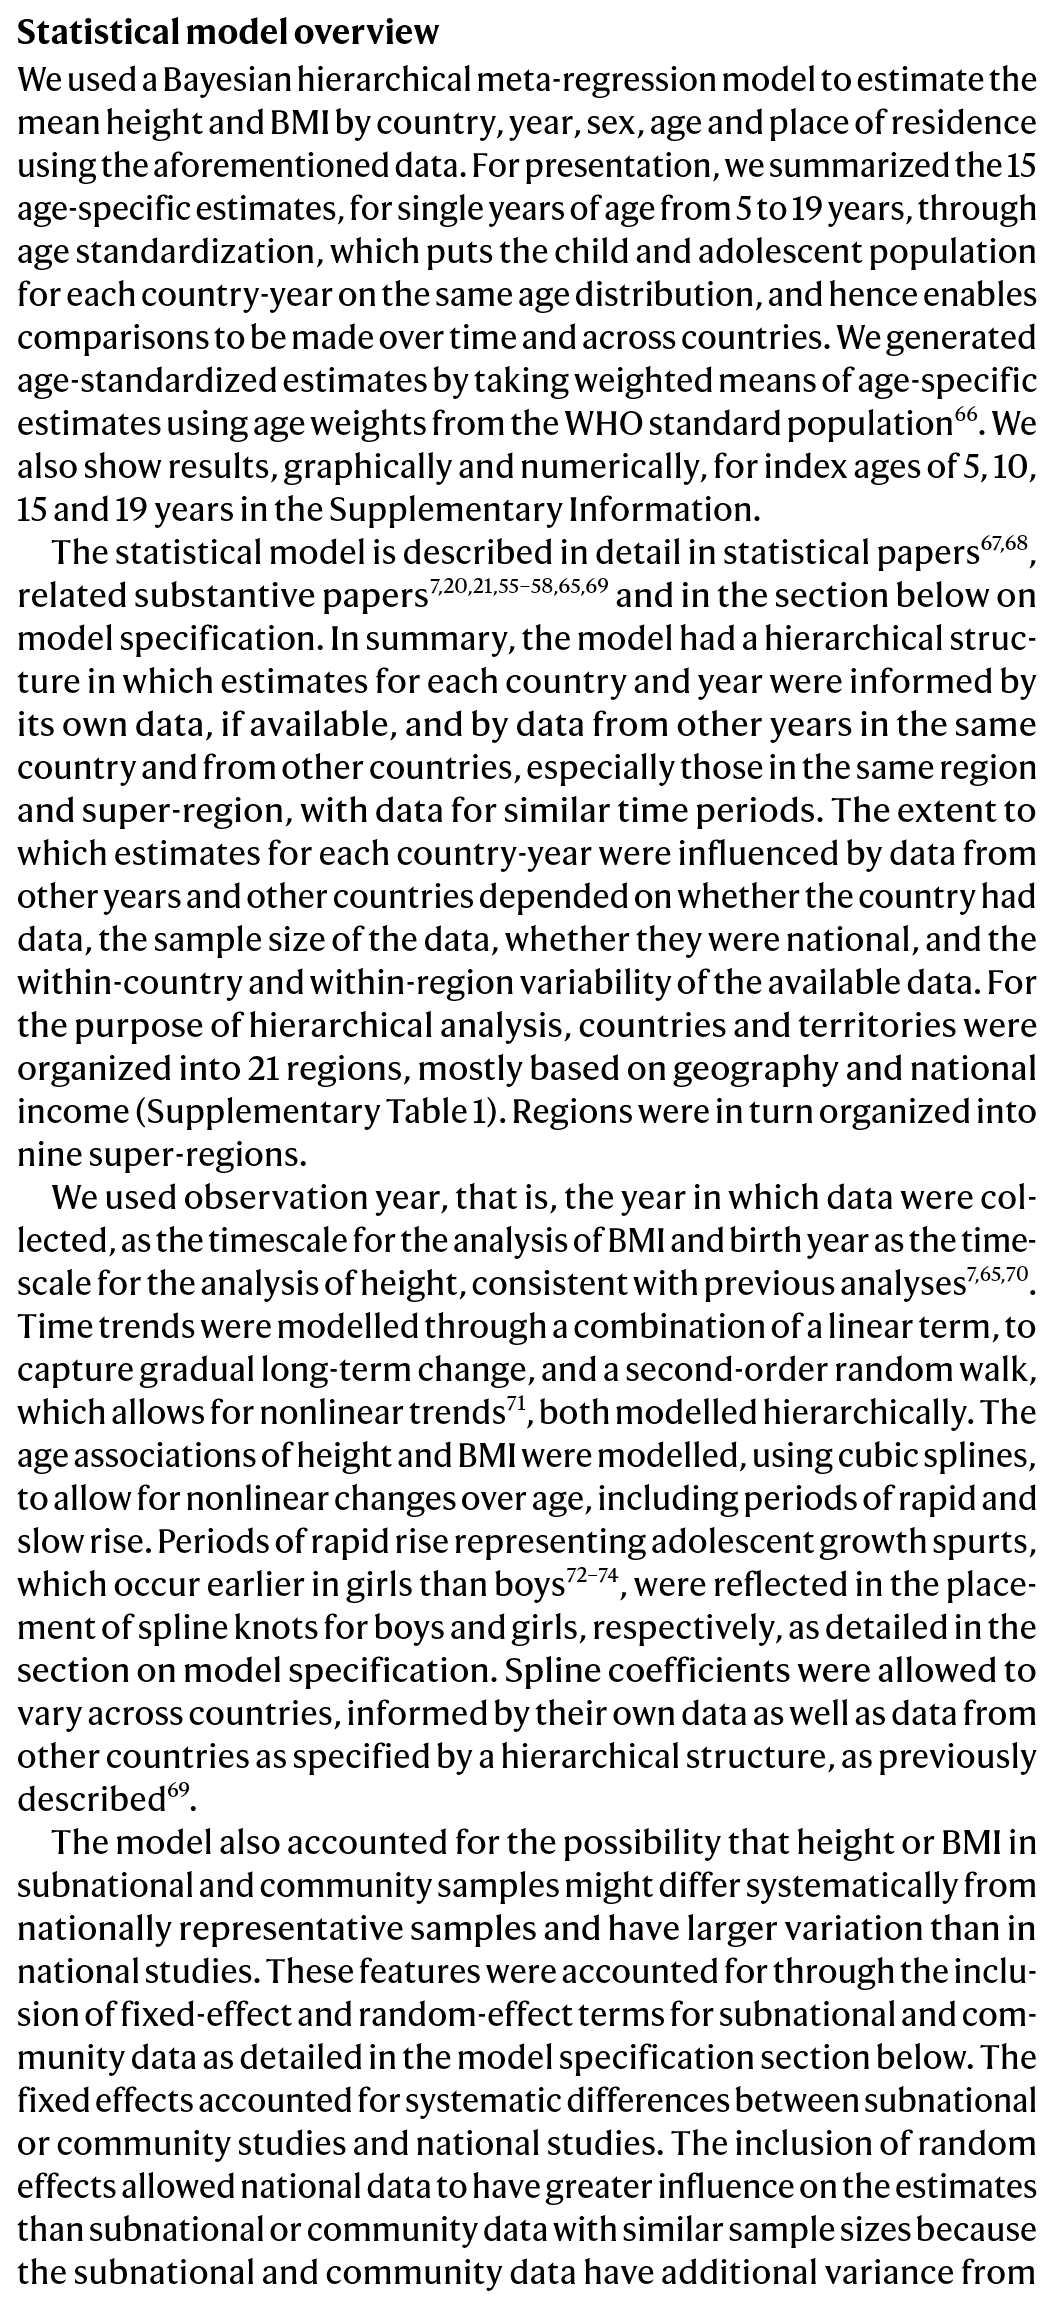 Statistical model overview
We used a Bayesian hierarchical meta-regression model to estimate the
mean height and BMI by country, year, sex, age and place of residence
using the aforementioned data. For presentation, we summarized the 15
age-specific estimates, for single years of age from 5 to 19 years, through
age standardization, which puts the child and adolescent population
for each country-year on the same age distribution, and hence enables
comparisons to be made over time and across countries. We generated
age-standardized estimates by taking weighted means of age-specific
estimates using age weights from the WHO standard population66. We
also show results, graphically and numerically, for index ages of 5, 10,
15 and 19 years in the Supplementary Information.
The statistical model is described in detail in statistical papers67,68,
related substantive papers7,20,21,55–58,65,69 and in the section below on
model specification. In summary, the model had a hierarchical struc-
ture in which estimates for each country and year were informed by
its own data, if available, and by data from other years in the same
country and from other countries, especially those in the same region
and super-region, with data for similar time periods. The extent to
which estimates for each country-year were influenced by data from
other years and other countries depended on whether the country had
data, the sample size of the data, whether they were national, and the
within-country and within-region variability of the available data. For
the purpose of hierarchical analysis, countries and territories were
organized into 21 regions, mostly based on geography and national
income (Supplementary Table 1). Regions were in turn organized into
nine super-regions.
We used observation year, that is, the year in which data were col-
lected, as the timescale for the analysis of BMI and birth year as the time-
scale for the analysis of height, consistent with previous analyses7,65,70.
Time trends were modelled through a combination of a linear term, to
capture gradual long-term change, and a second-order random walk,
which allows for nonlinear trends71, both modelled hierarchically. The
age associations of height and BMI were modelled, using cubic splines,
to allow for nonlinear changes over age, including periods of rapid and
slow rise. Periods of rapid rise representing adolescent growth spurts,
which occur earlier in girls than boys72–74, were reflected in the place-
ment of spline knots for boys and girls, respectively, as detailed in the
section on model specification. Spline coefficients were allowed to
vary across countries, informed by their own data as well as data from
other countries as specified by a hierarchical structure, as previously
described69.
The model also accounted for the possibility that height or BMI in
subnational and community samples might differ systematically from
nationally representative samples and have larger variation than in
national studies. These features were accounted for through the inclu-
sion of fixed-effect and random-effect terms for subnational and com-
munity data as detailed in the model specification section below. The
fixed effects accounted for systematic differences between subnational
or community studies and national studies. The inclusion of random
effects allowed national data to have greater influence on the estimates
than subnational or community data with similar sample sizes because
the subnational and community data have additional variance from